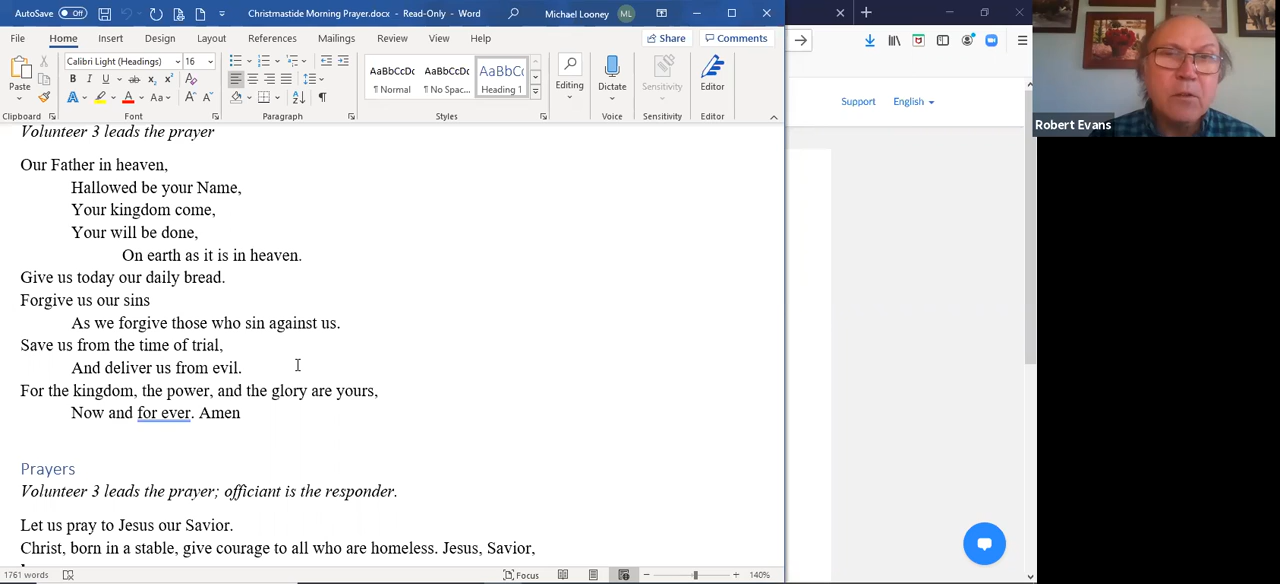 AutoSave Off Christmastide Morning Prayer.docx - Read-Only - Word Michael Looney ML
File Home Insert Design Layout References Mailings Review View Help Share Comments
Paste
Calibri Light (Headings) 16
B I U ab x₂ x²
A A Aa A A
AaBbCcDc AaBbCcDc AaBbCc
¶ Normal ¶ No Spac... Heading 1
Editing Dictate Sensitivity Editor
Clipboard Font Paragraph Styles Voice Sensitivity Editor
Support English
Robert Evans
Volunteer 3 leads the prayer
Our Father in heaven,
Hallowed be your Name,
Your kingdom come,
Your will be done,
On earth as it is in heaven.
Give us today our daily bread.
Forgive us our sins
As we forgive those who sin against us.
Save us from the time of trial,
And deliver us from evil.
For the kingdom, the power, and the glory are yours,
Now and for ever. Amen
Prayers
Volunteer 3 leads the prayer; officiant is the responder.
Let us pray to Jesus our Savior.
Christ, born in a stable, give courage to all who are homeless. Jesus, Savior,
1761 words Focus 140%